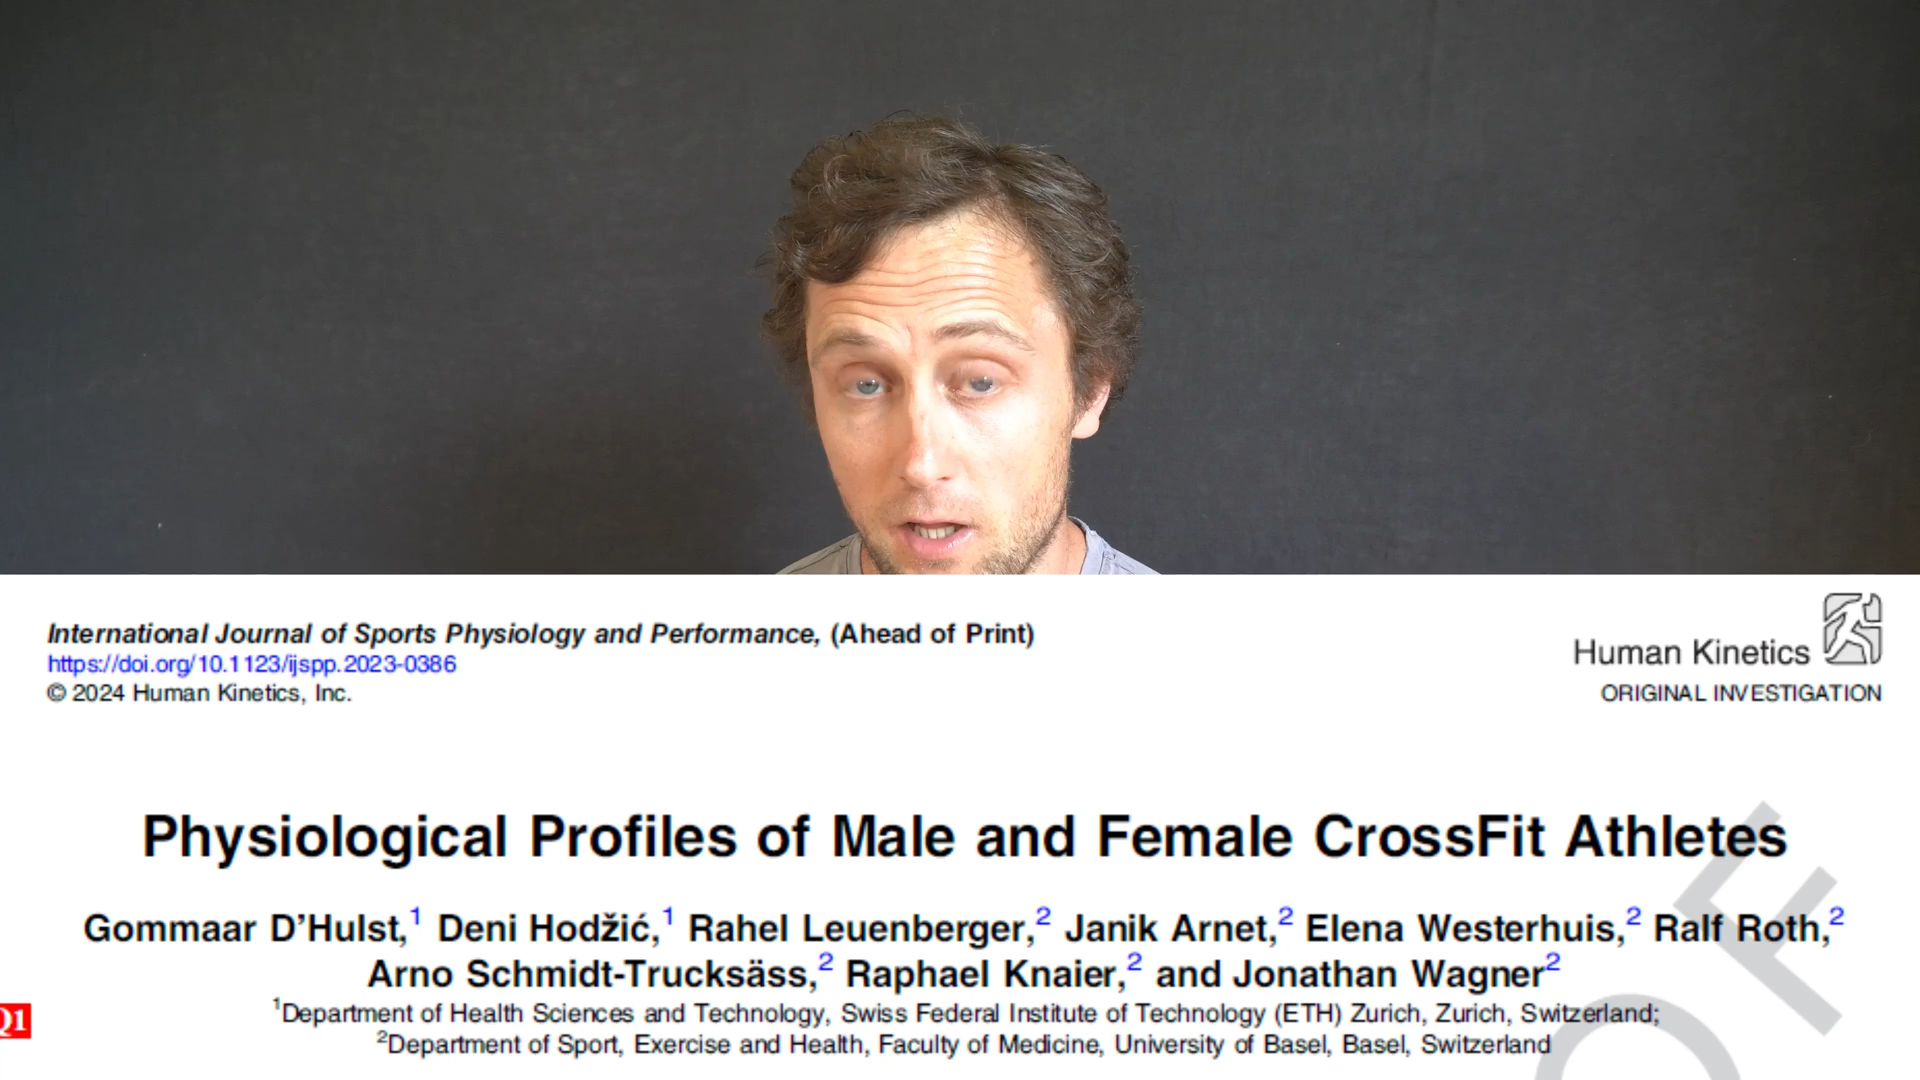 International Journal of Sports Physiology and Performance, (Ahead of Print)
https://doi.org/10.1123/ijspp.2023-0386
© 2024 Human Kinetics, Inc.
Human Kinetics
ORIGINAL INVESTIGATION
Physiological Profiles of Male and Female CrossFit Athletes
Gommaar D’Hulst,1 Deni Hodžić,1 Rahel Leuenberger,2 Janik Arnet,2 Elena Westerhuis,2 Ralf Roth,2
Arno Schmidt-Trucksäss,2 Raphael Knaier,2 and Jonathan Wagner2
Q1
1Department of Health Sciences and Technology, Swiss Federal Institute of Technology (ETH) Zurich, Zurich, Switzerland;
2Department of Sport, Exercise and Health, Faculty of Medicine, University of Basel, Basel, Switzerland
OF